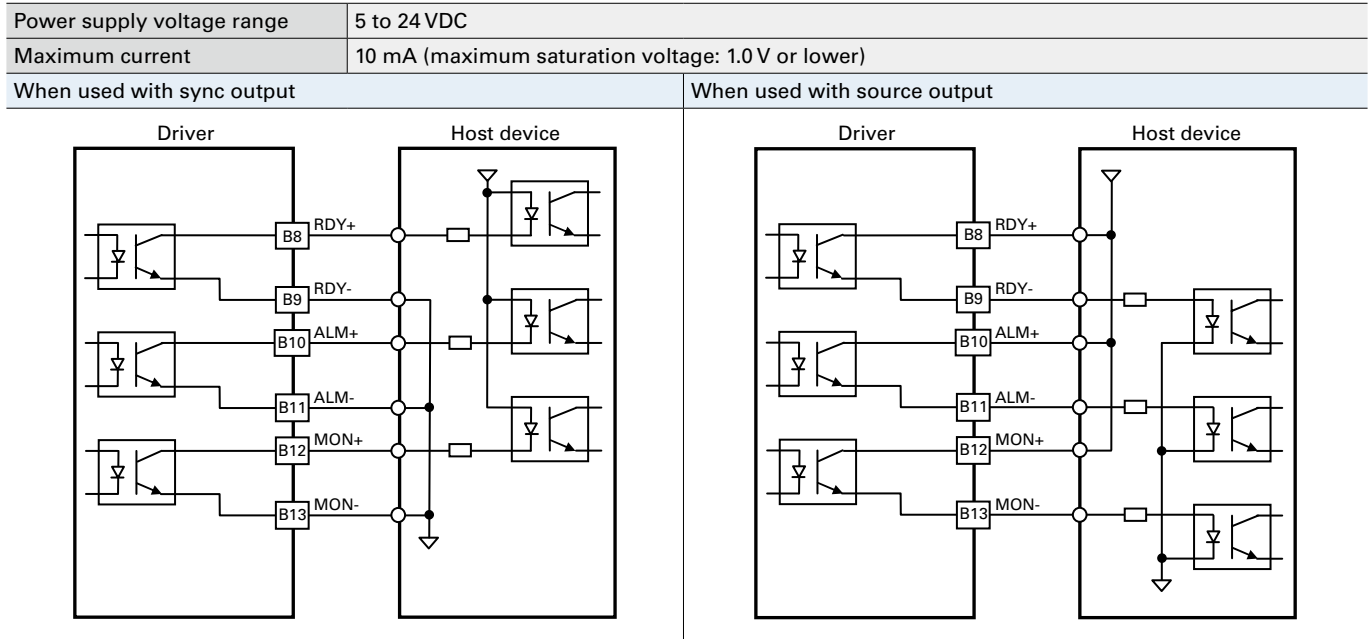 Power supply voltage range 5 to 24 VDC
Maximum current 10 mA (maximum saturation voltage: 1.0 V or lower)
When used with sync output When used with source output
Driver Host device Driver Host device
B8 RDY+ B8 RDY+
B9 RDY- B9 RDY-
B10 ALM+ B10 ALM+
B11 ALM- B11 ALM-
B12 MON+ B12 MON+
B13 MON- B13 MON-